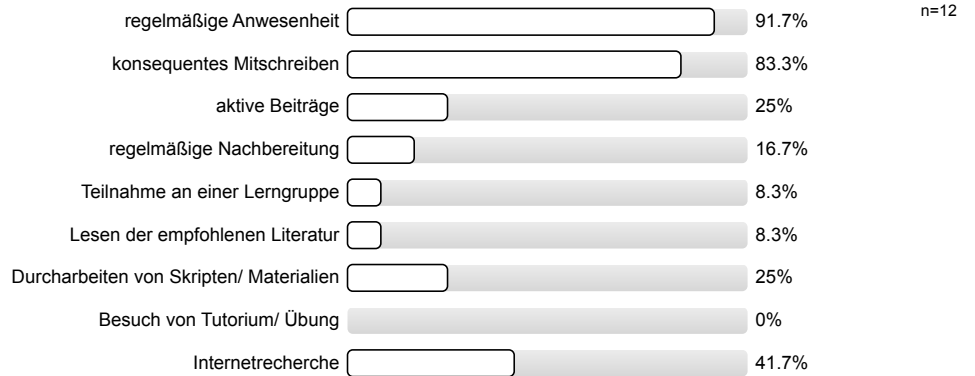 regelmäßige Anwesenheit 91.7% n=12
konsequentes Mitschreiben 83.3%
aktive Beiträge 25%
regelmäßige Nachbereitung 16.7%
Teilnahme an einer Lerngruppe 8.3%
Lesen der empfohlenen Literatur 8.3%
Durcharbeiten von Skripten/ Materialien 25%
Besuch von Tutorium/ Übung 0%
Internetrecherche 41.7%